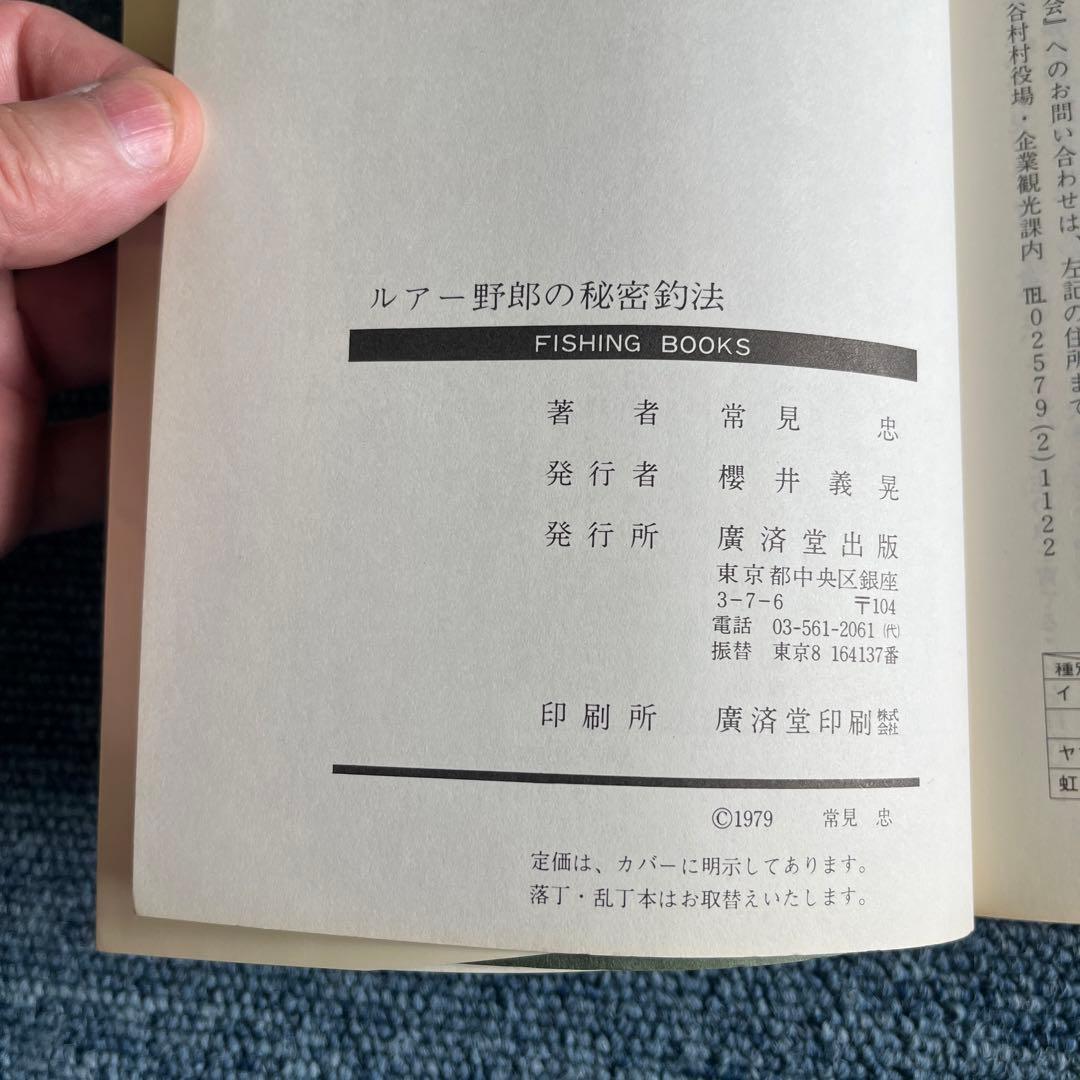 ルアー野郎の秘密釣法
FISHING BOOKS
著者 常見忠
発行者 櫻井義晃
発行所 廣済堂出版
東京都中央区銀座
3-7-6 〒104
電話 03-561-2061㈹
振替 東京8 164137番
印刷所 廣済堂印刷株式会社
©1979 常見 忠
定価は、カバーに明示してあります。
落丁・乱丁本はお取替えいたします。
会』へのお問い合わせは、左記の住所まで
谷村村役場・企業観光課内 ℡02579(2)1122
種別
イ
ヤ
虹